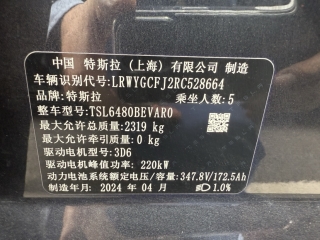 中国 特斯拉（上海）有限公司 制造
车辆识别代号:LRWYGCFJ2RC528664
品牌:特斯拉 乘坐人数:5
整车型号:TSL6480BEVAR0
最大允许总质量:2319 kg
最大允许牵引质量:0 kg
驱动电机型号:3D6
驱动电机峰值功率:220kW
动力电池系统额定电压/容量:347.8V/172.5Ah
制造年月:2024 年 04 月 1.0%